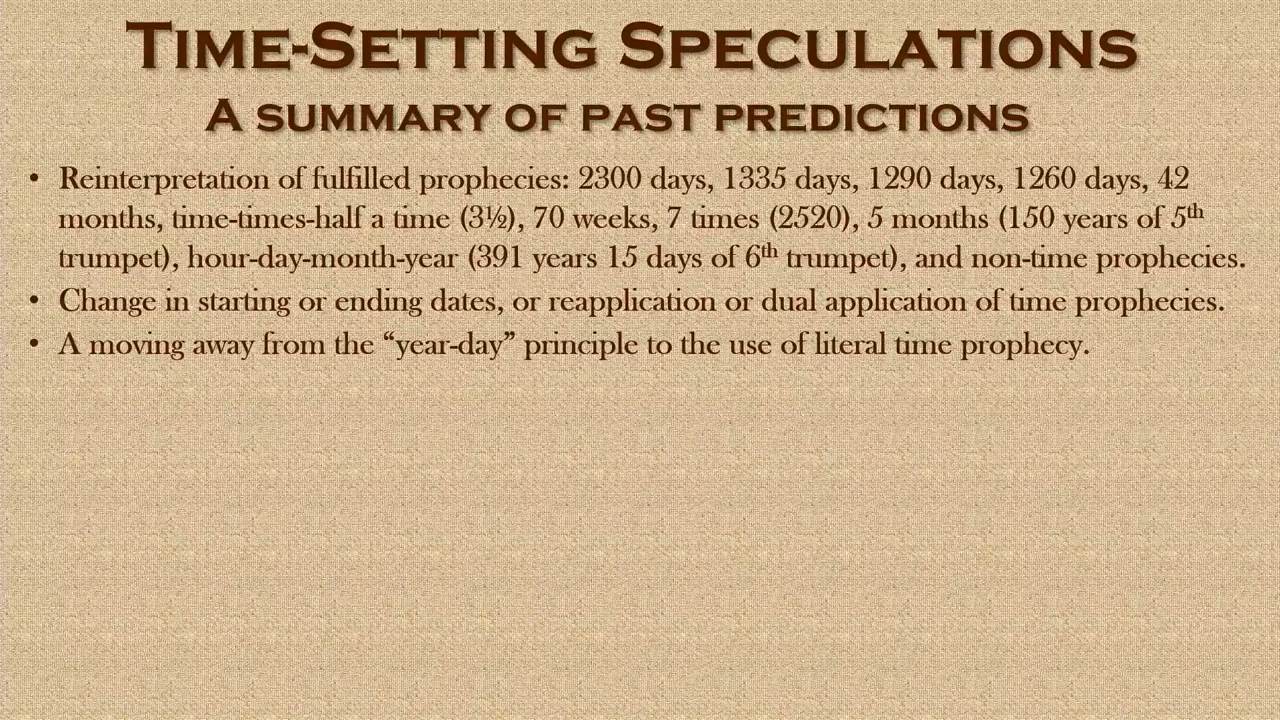 Time-Setting Speculations
A summary of past predictions
• Reinterpretation of fulfilled prophecies: 2300 days, 1335 days, 1290 days, 1260 days, 42
months, time-times-half a time (3½), 70 weeks, 7 times (2520), 5 months (150 years of 5th
trumpet), hour-day-month-year (391 years 15 days of 6th trumpet), and non-time prophecies.
• Change in starting or ending dates, or reapplication or dual application of time prophecies.
• A moving away from the “year-day” principle to the use of literal time prophecy.